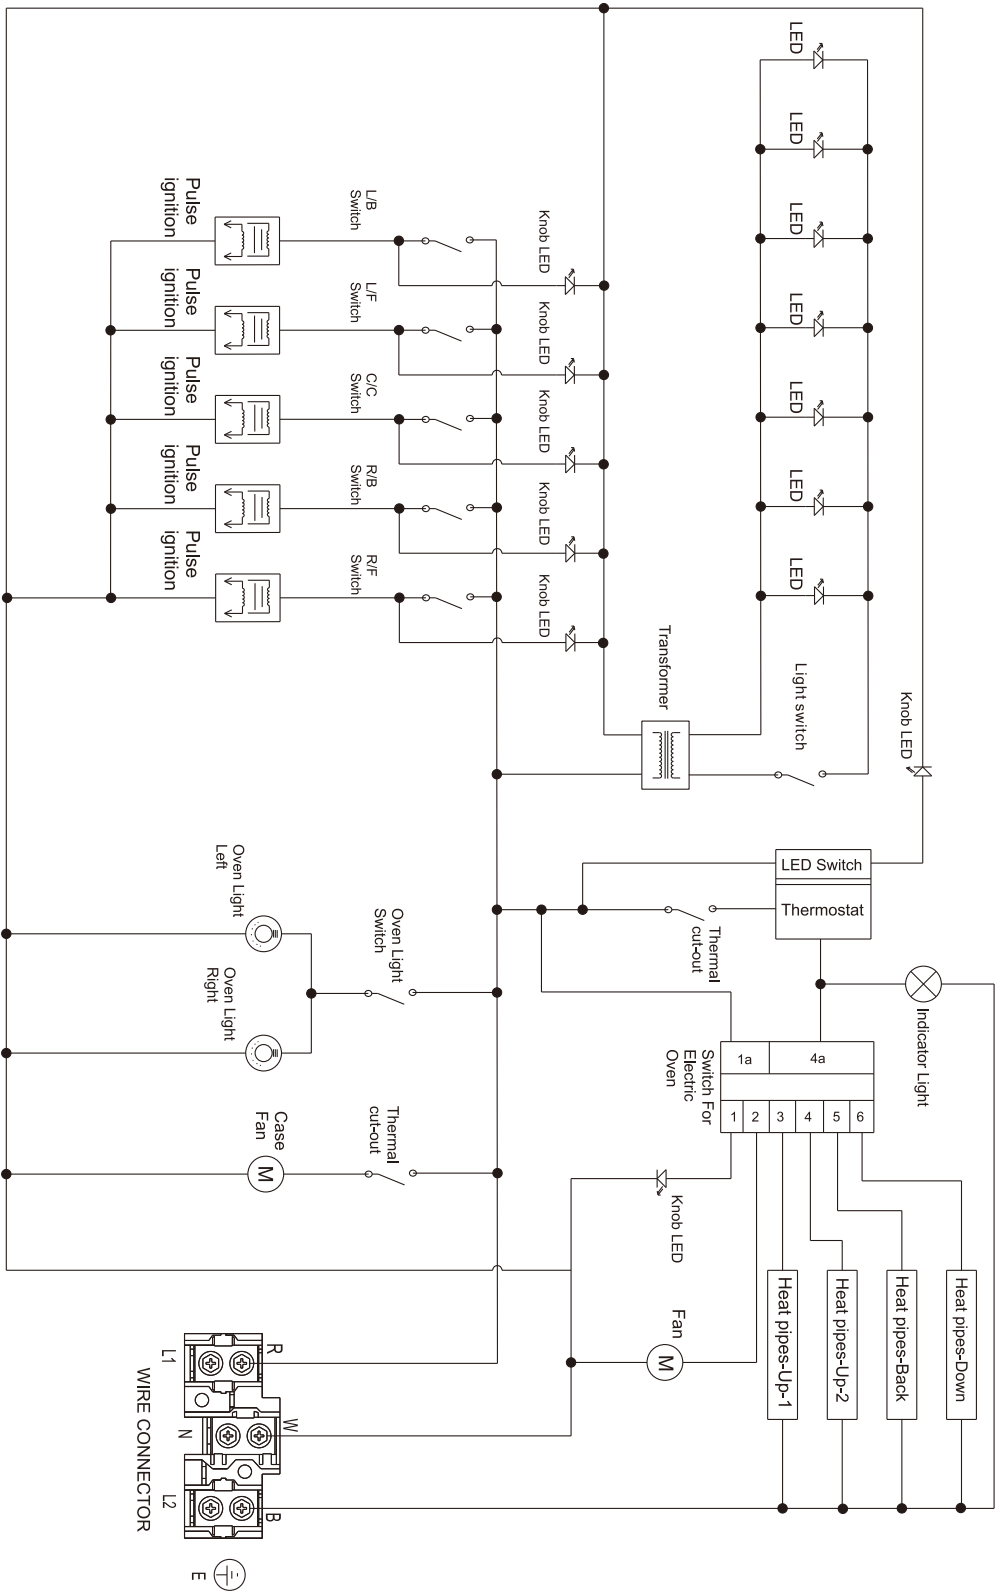 LED
LED
LED
LED
LED
LED
LED
Pulse
ignition
L/B
Switch
Knob LED
Pulse
ignition
L/F
Switch
Knob LED
Pulse
ignition
C/C
Switch
Knob LED
Pulse
ignition
R/B
Switch
Knob LED
Pulse
ignition
R/F
Switch
Knob LED
Transformer
Light switch
Knob LED
LED Switch
Thermostat
Thermal
cut-out
Oven Light
Left
Oven Light
Switch
Oven Light
Right
Indicator Light
1a
4a
1
2
3
4
5
6
Switch For
Electric
Oven
Case
Fan
M
Thermal
cut-out
Knob LED
Fan
M
Heat pipes-Up-1
Heat pipes-Up-2
Heat pipes-Back
Heat pipes-Down
R
L1
W
N
B
L2
WIRE CONNECTOR
E